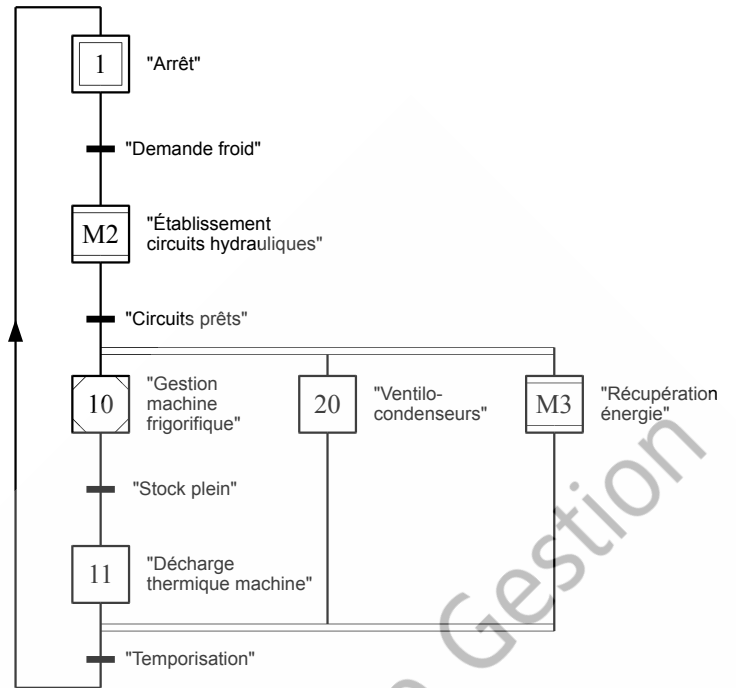 1
"Arrêt"
"Demande froid"
M2
"Établissement
circuits hydrauliques"
"Circuits prêts"
10
"Gestion
machine
frigorifique"
20
"Ventilo-
condenseurs"
M3
"Récupération
énergie"
"Stock plein"
11
"Décharge
thermique machine"
"Temporisation"
Gestion